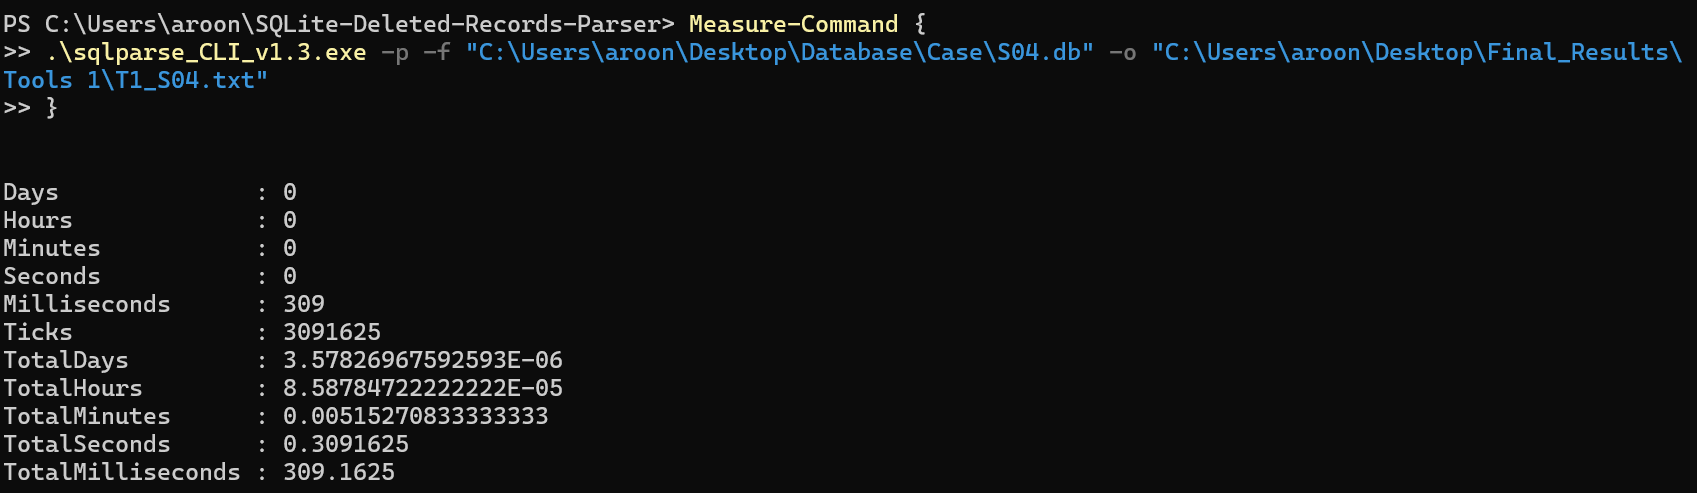 PS C:\Users\aroon\SQLite-Deleted-Records-Parser> Measure-Command {
>> .\sqlparse_CLI_v1.3.exe -p -f "C:\Users\aroon\Desktop\Database\Case\S04.db" -o "C:\Users\aroon\Desktop\Final_Results\
Tools 1\T1_S04.txt"
>> }
Days              : 0
Hours             : 0
Minutes           : 0
Seconds           : 0
Milliseconds      : 309
Ticks             : 3091625
TotalDays         : 3.57826967592593E-06
TotalHours        : 8.58784722222222E-05
TotalMinutes      : 0.00515270833333333
TotalSeconds      : 0.3091625
TotalMilliseconds : 309.1625